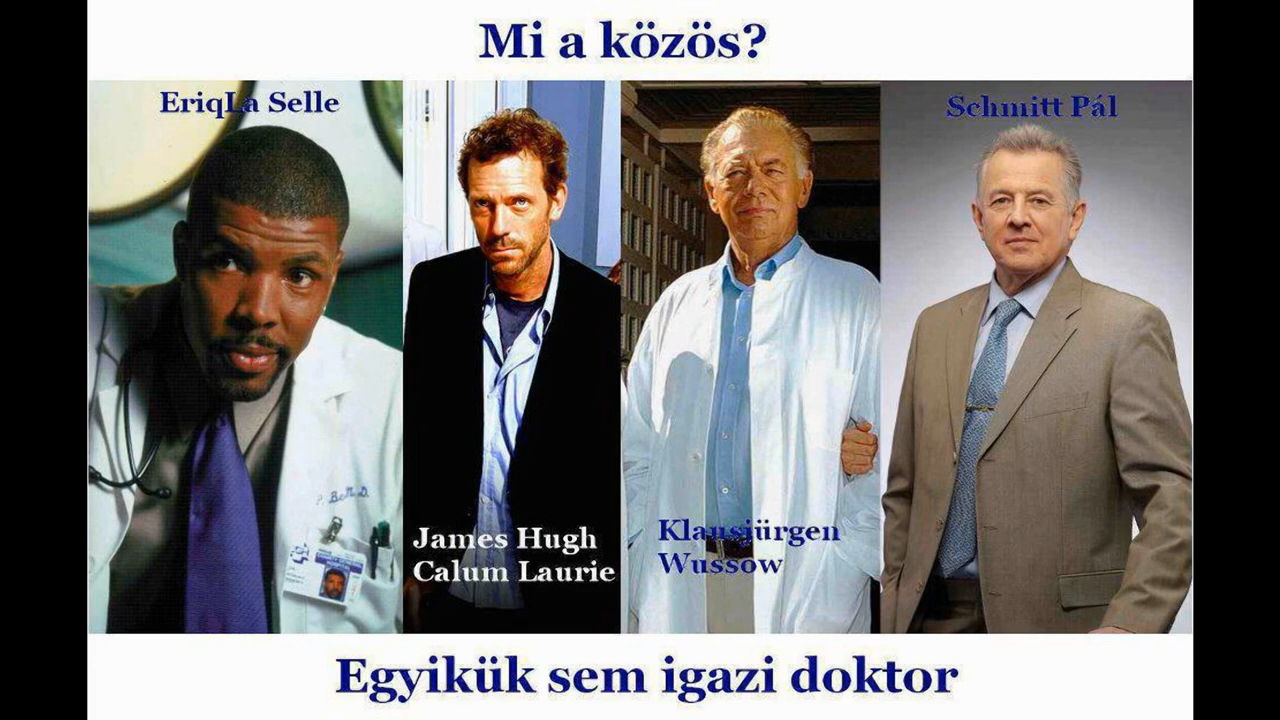 Mi a közös?
EriqLa Selle
Schmitt Pál
James Hugh
Calum Laurie
Klausjürgen
Wussow
Egyikük sem igazi doktor